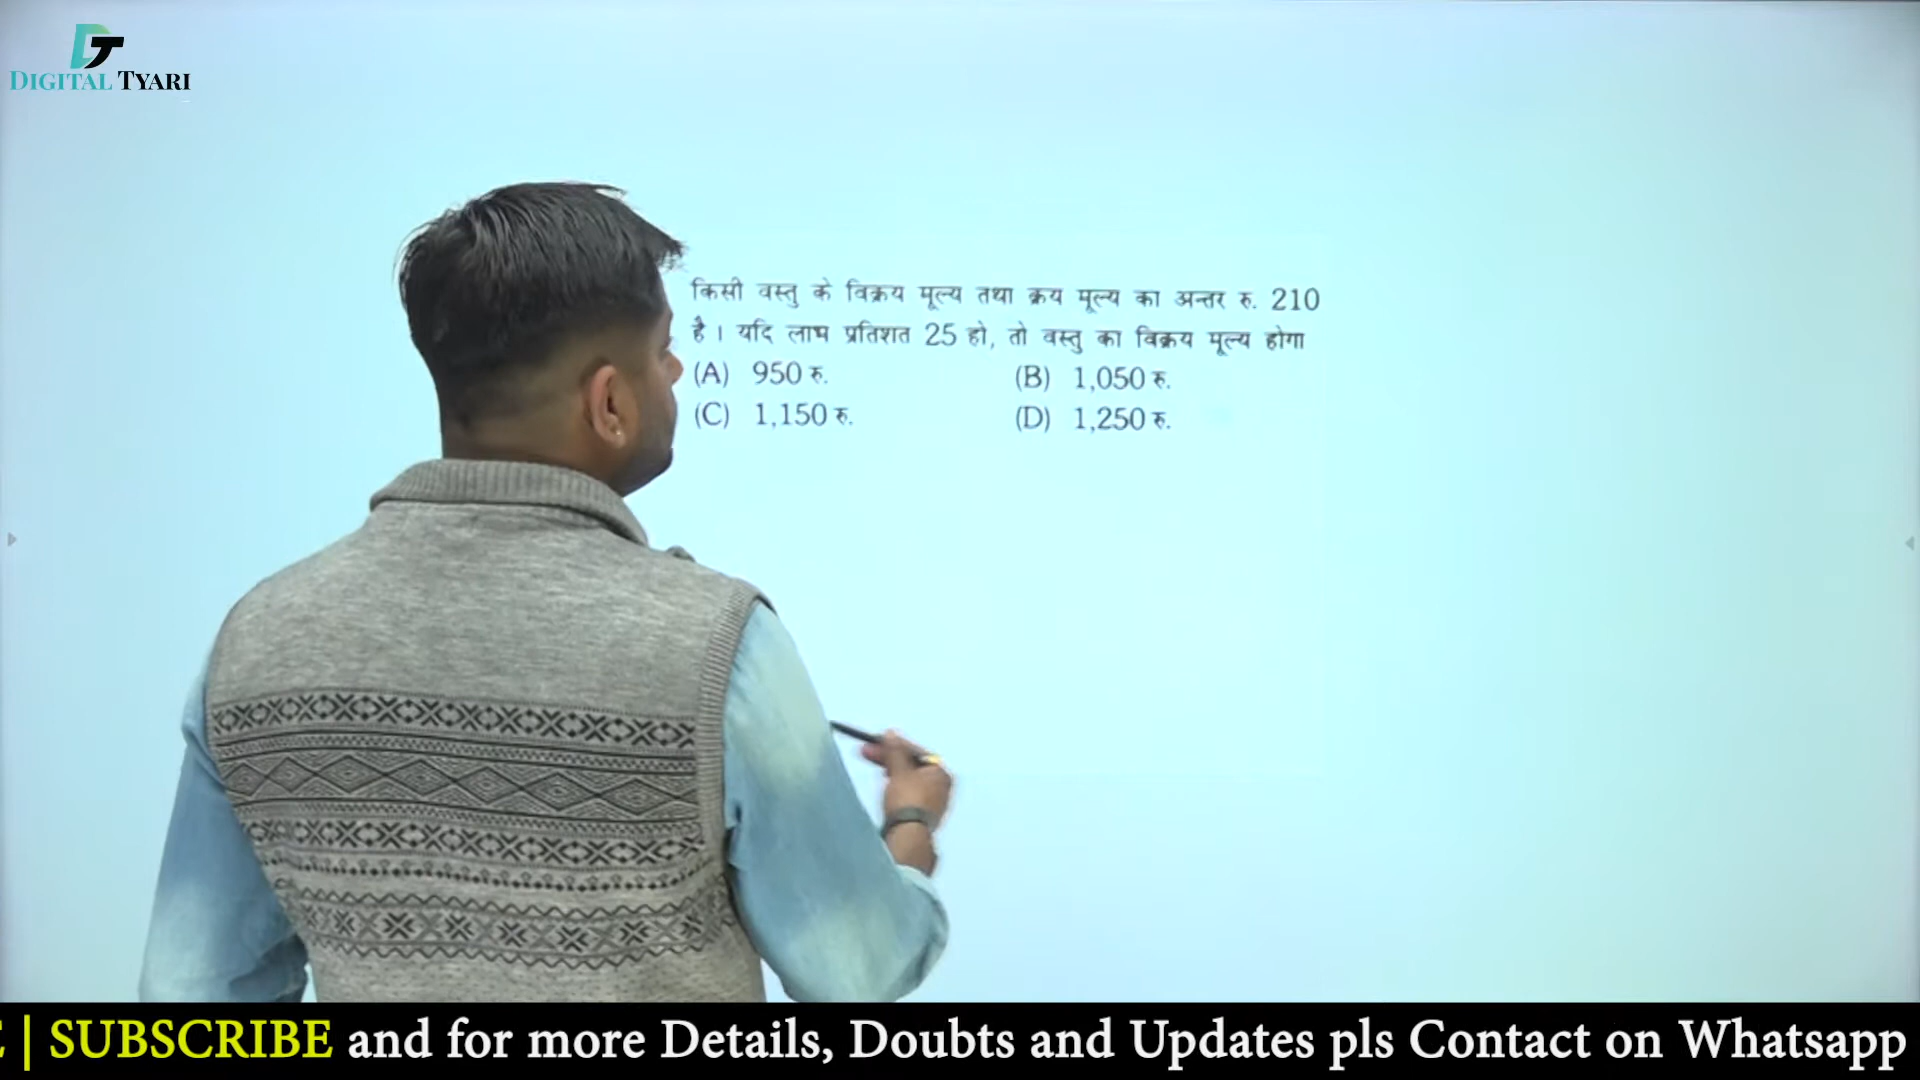 DT
DIGITAL TYARI
किसी वस्तु के विक्रय मूल्य तथा क्रय मूल्य का अन्तर रु. 210
है। यदि लाभ प्रतिशत 25 हो, तो वस्तु का विक्रय मूल्य होगा
(A) 950 रु. (B) 1,050 रु.
(C) 1,150 रु. (D) 1,250 रु.
| SUBSCRIBE and for more Details, Doubts and Updates pls Contact on Whatsapp